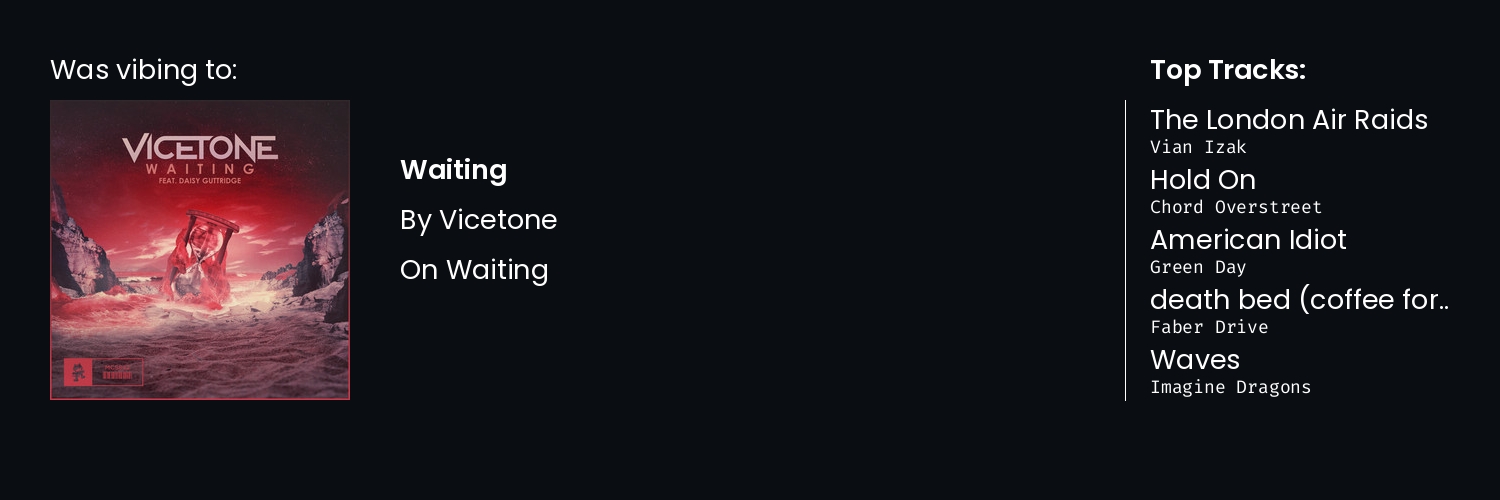 Was vibing to:
VICETONE
WAITING
FEAT. DAISY GUTTRIDGE
Waiting
By Vicetone
On Waiting
Top Tracks:
The London Air Raids
Vian Izak
Hold On
Chord Overstreet
American Idiot
Green Day
death bed (coffee for..
Faber Drive
Waves
Imagine Dragons